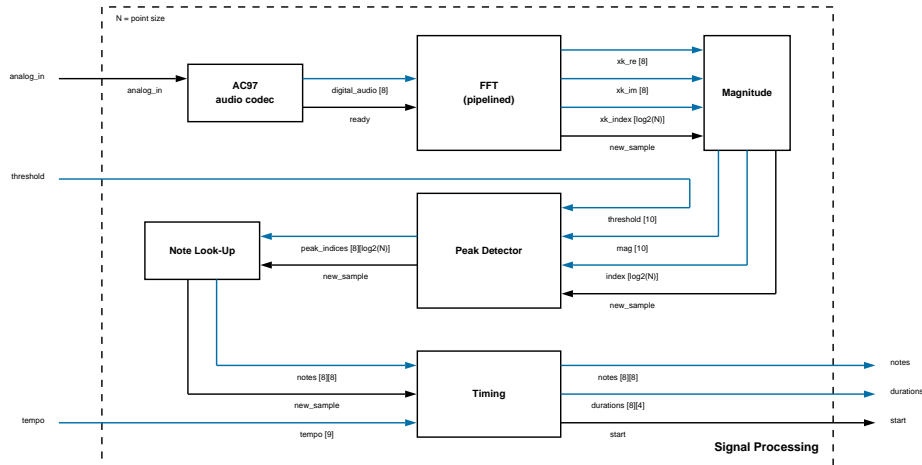 N = point size
analog_in
analog_in
AC97
audio codec
digital_audio [8]
ready
FFT
(pipelined)
xk_re [8]
xk_im [8]
xk_index [log2(N)]
new_sample
Magnitude
threshold
threshold [10]
mag [10]
index [log2(N)]
new_sample
Peak Detector
peak_indices [8][log2(N)]
new_sample
Note Look-Up
notes [8][8]
new_sample
tempo
tempo [9]
Timing
notes [8][8]
durations [8][4]
start
notes
durations
start
Signal Processing